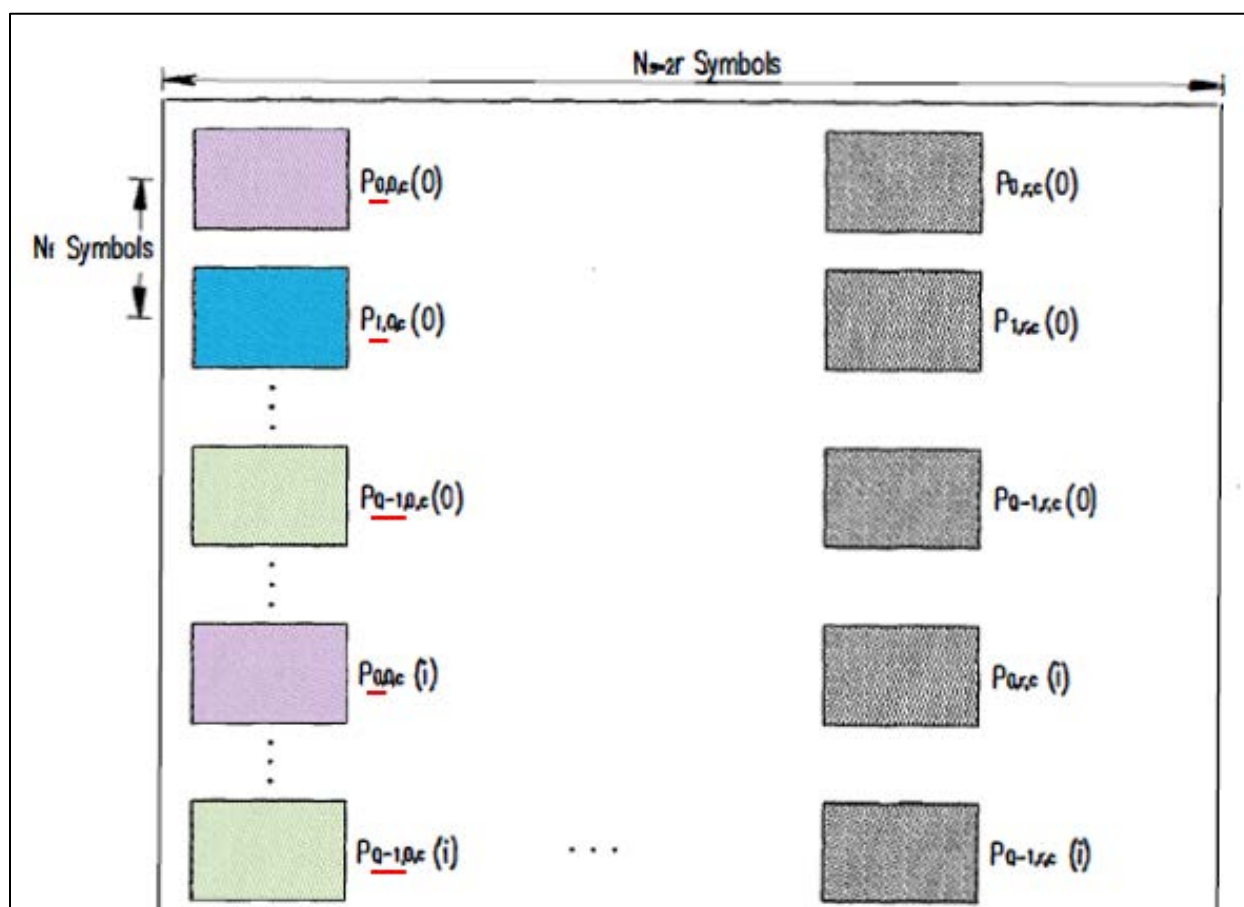 Ns=2r Symbols
P0,0,c(0) P0,r,c(0)
Nf Symbols
P1,0,c(0) P1,r,c(0)
PQ-1,0,c(0) PQ-1,r,c(0)
P0,0,c (i) P0,r,c (i)
PQ-1,0,c (i) ... PQ-1,r,c (i)